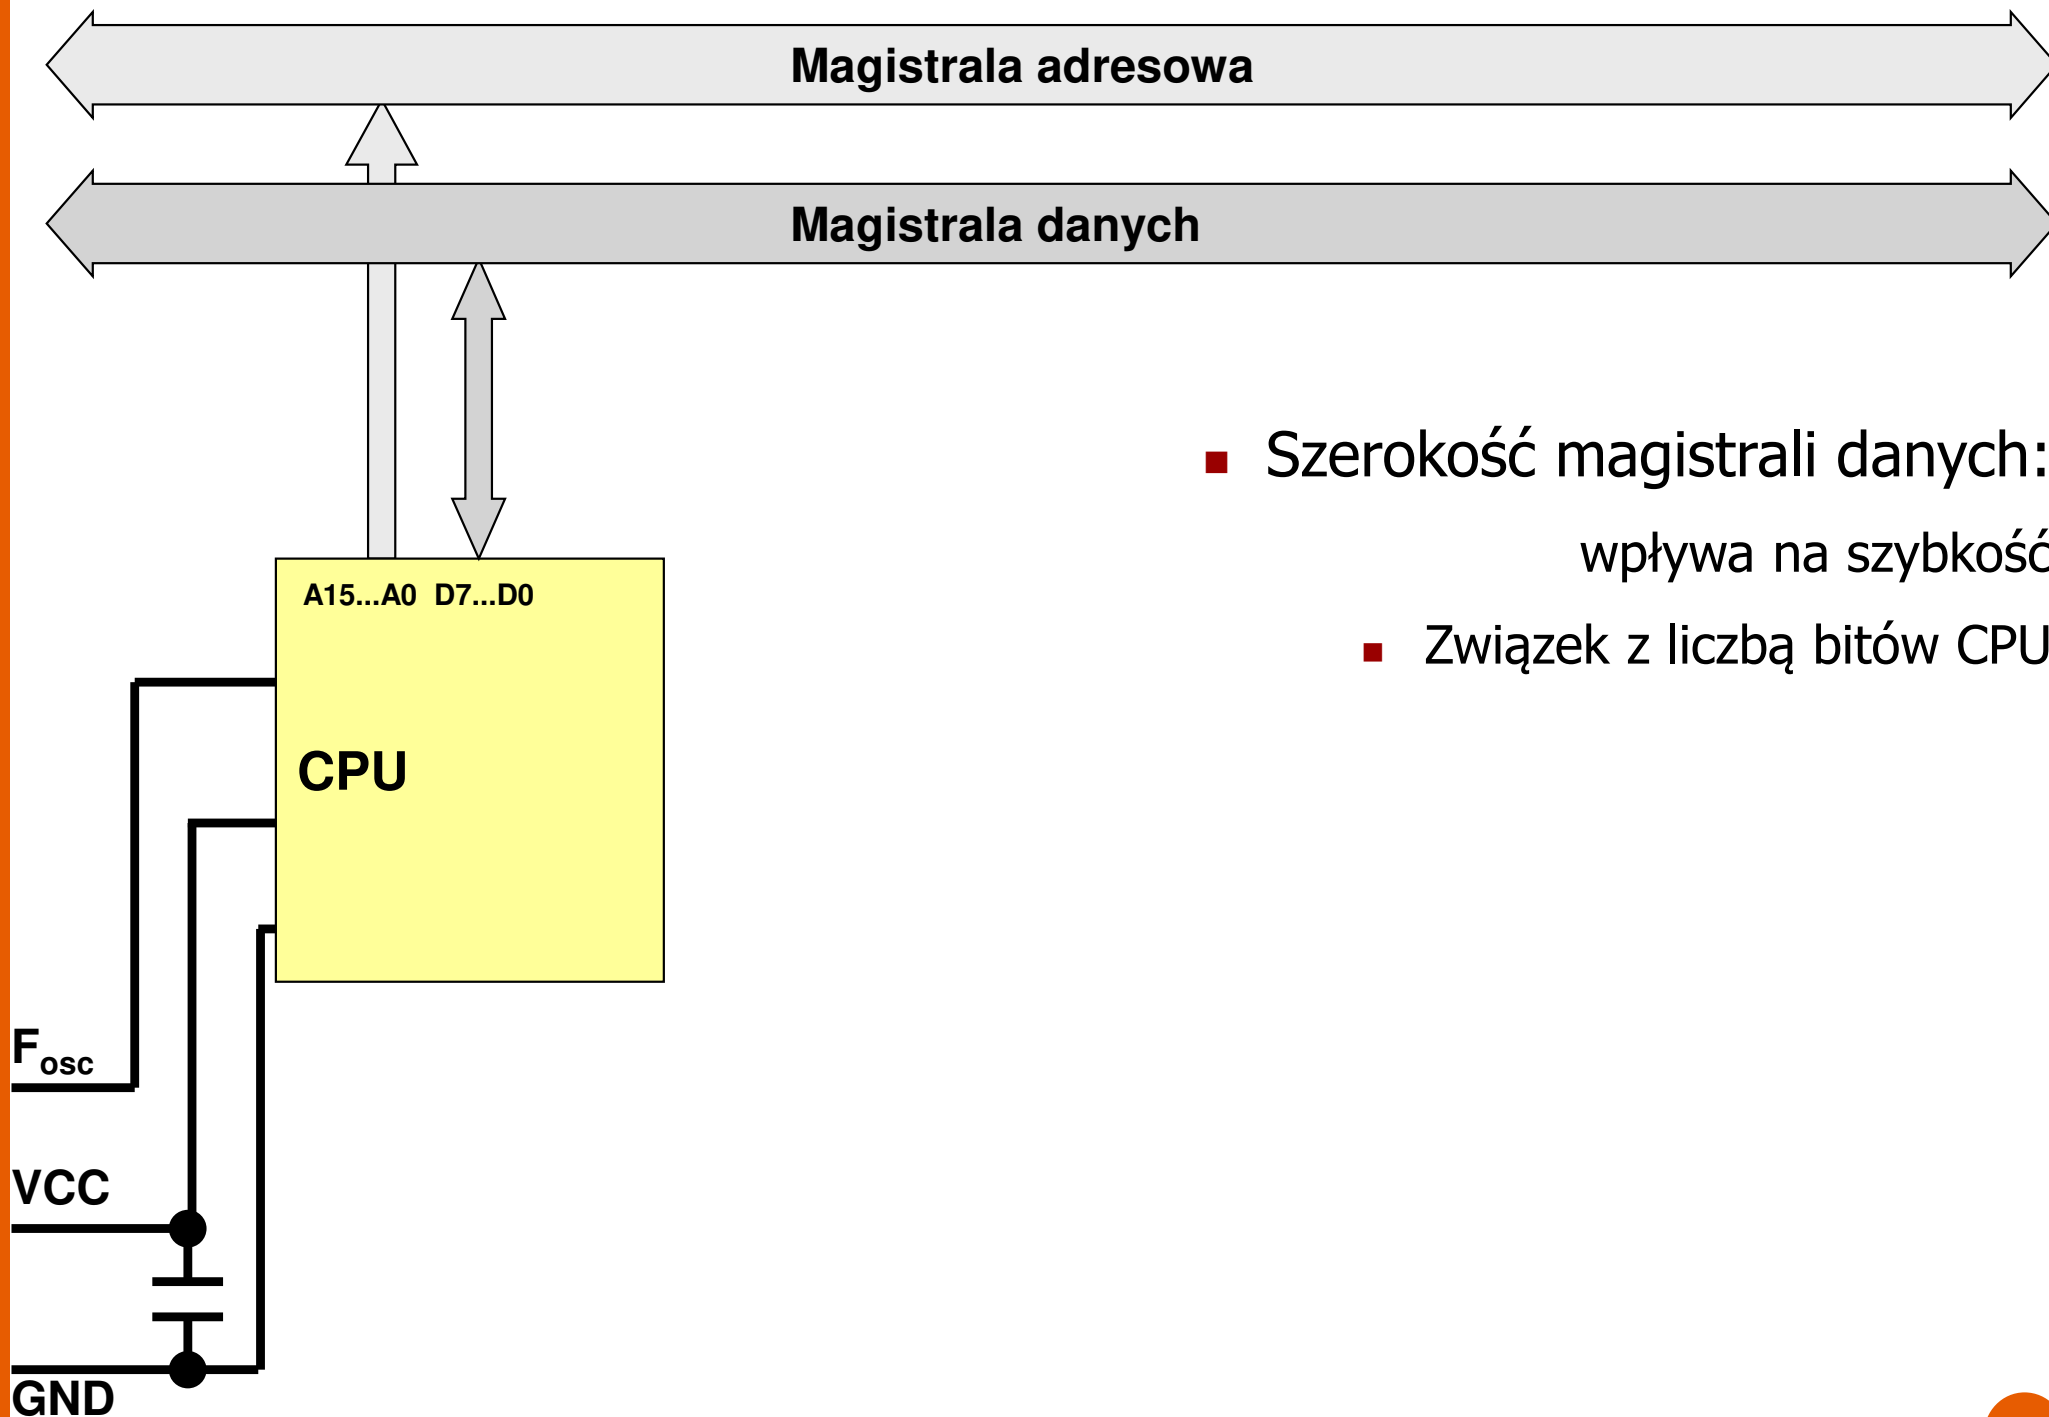 Magistrala adresowa
Magistrala danych
Szerokość magistrali danych:
wpływa na szybkość
Związek z liczbą bitów CPU
A15...A0 D7...D0
CPU
Fosc
VCC
GND